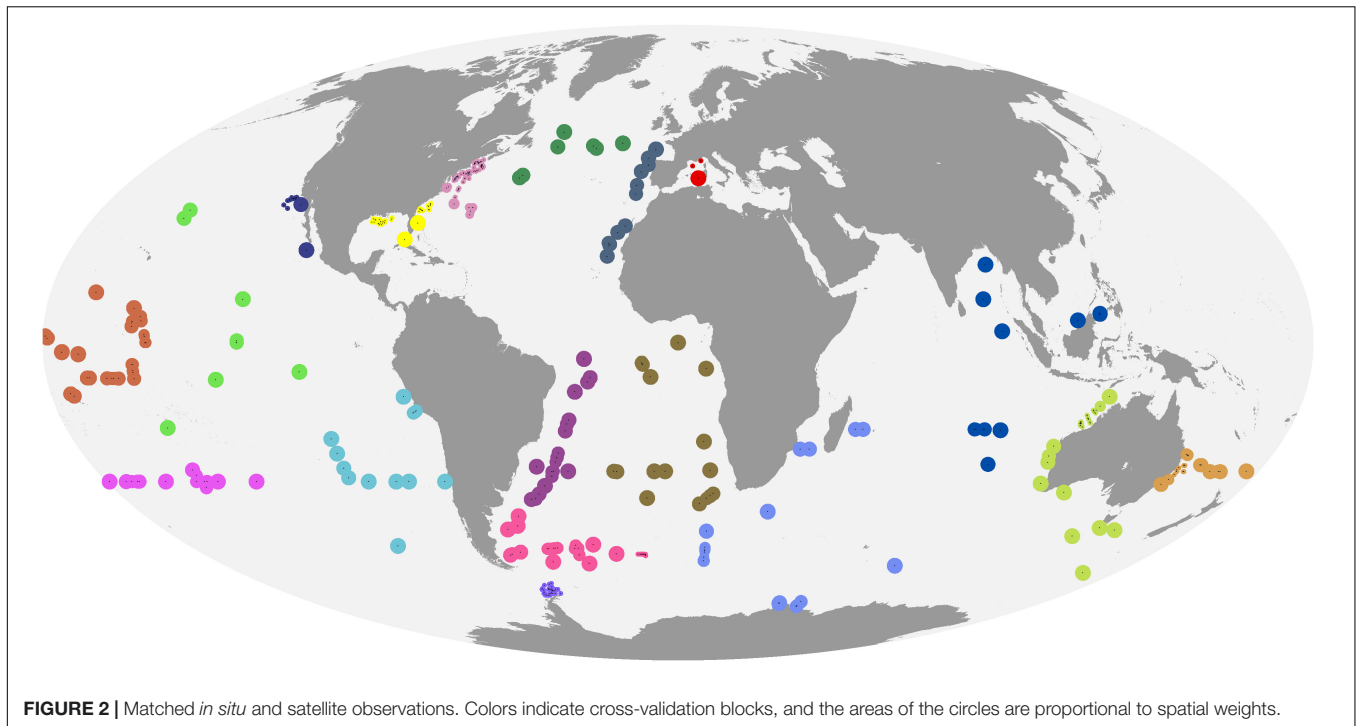 FIGURE 2 | Matched in situ and satellite observations. Colors indicate cross-validation blocks, and the areas of the circles are proportional to spatial weights.